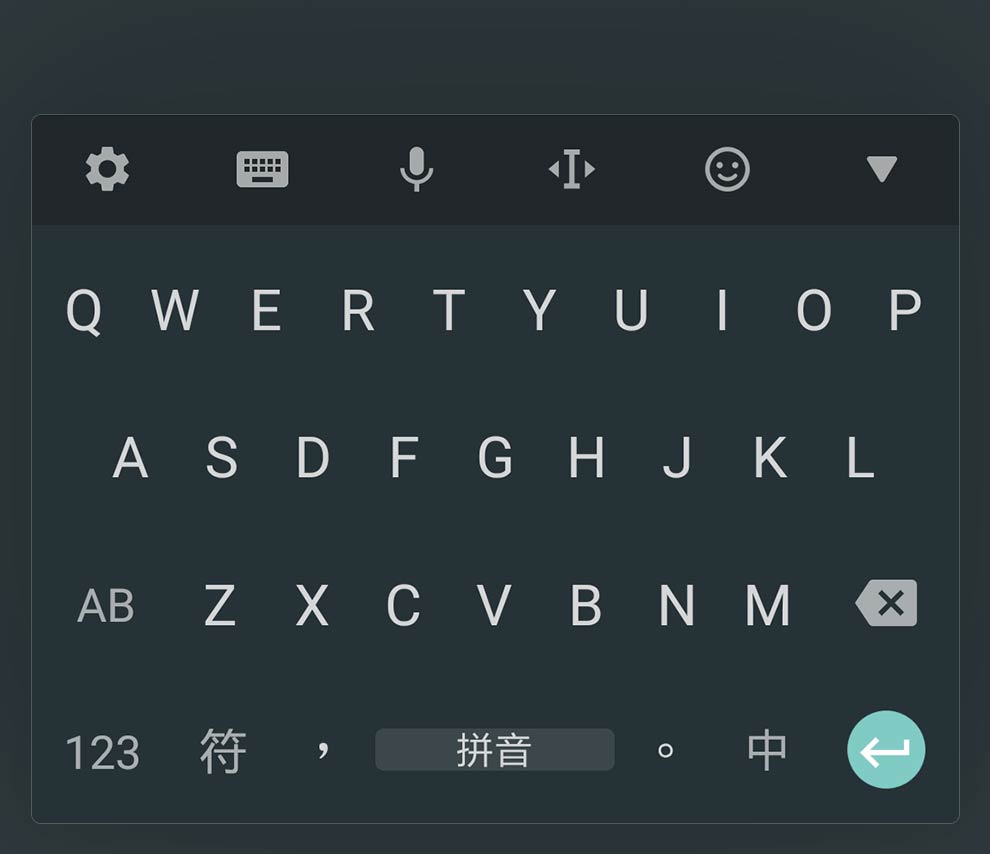 Q W E R T Y U I O P
A S D F G H J K L
AB Z X C V B N M
123 符 ， 拼音 。 中